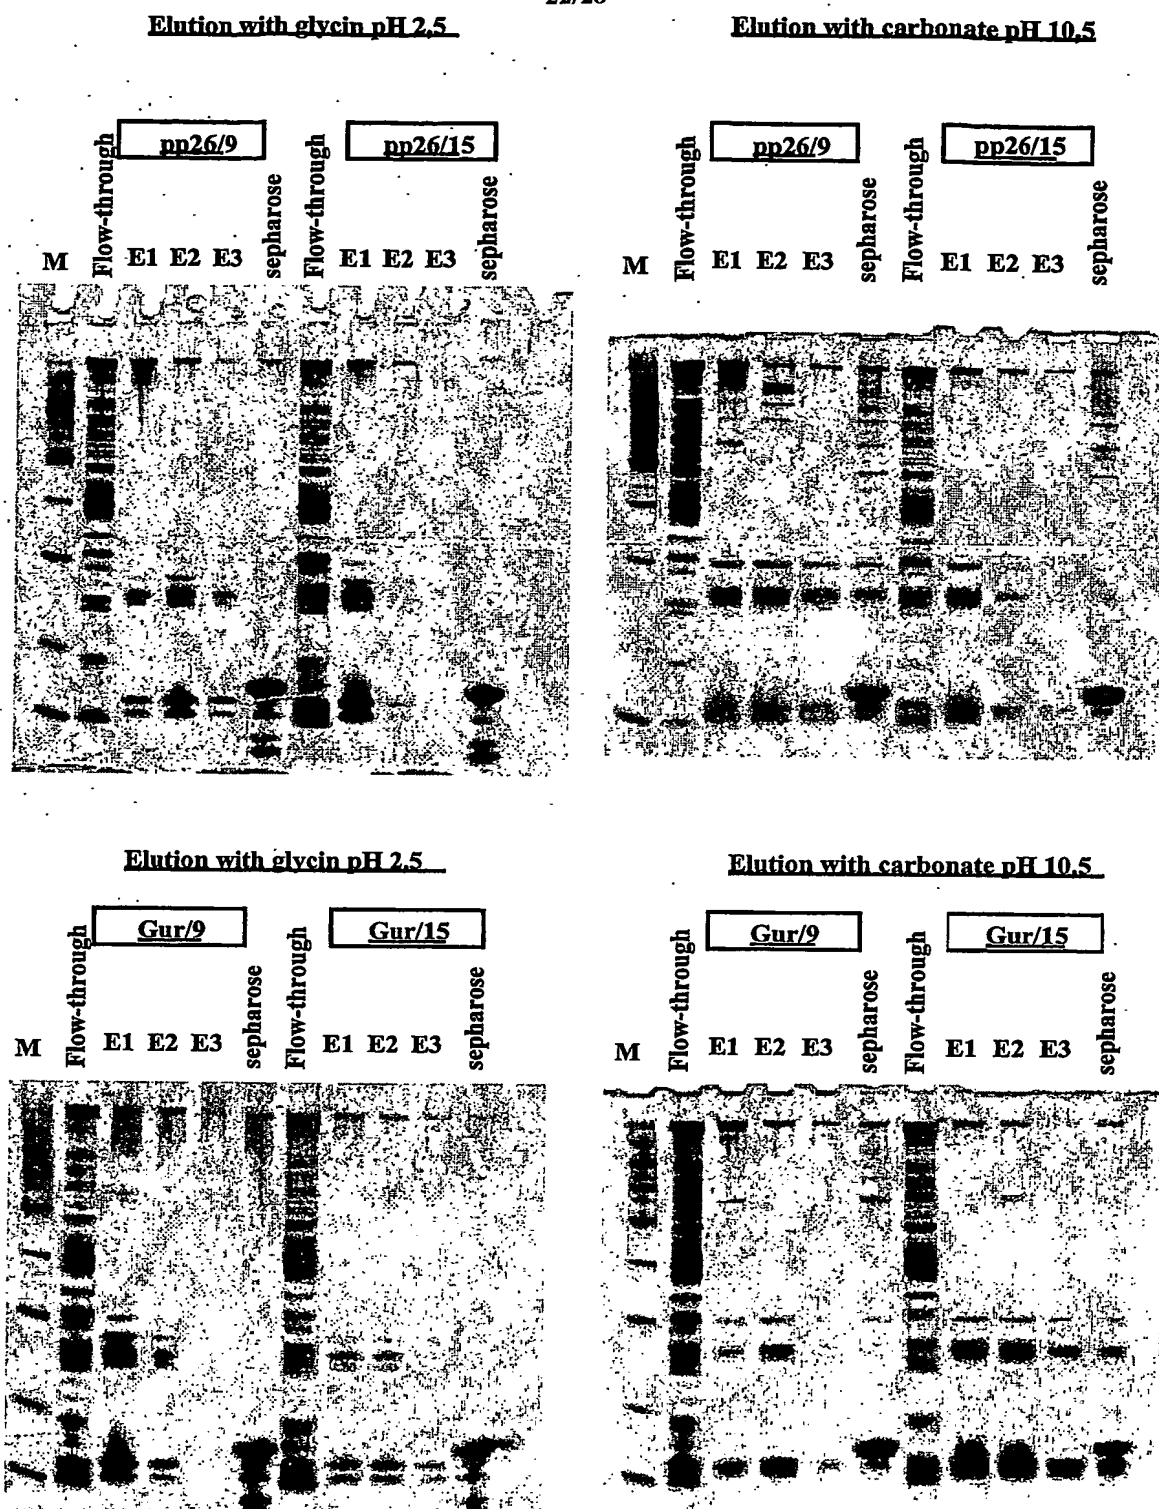 22/28
Elution with glycin pH 2,5
Elution with carbonate pH 10,5
pp26/9
pp26/15
pp26/9
pp26/15
M Flow-through E1 E2 E3 sepharose Flow-through E1 E2 E3 sepharose
M Flow-through E1 E2 E3 sepharose Flow-through E1 E2 E3 sepharose
Elution with glycin pH 2,5
Elution with carbonate pH 10,5
Gur/9
Gur/15
Gur/9
Gur/15
M Flow-through E1 E2 E3 sepharose Flow-through E1 E2 E3 sepharose
M Flow-through E1 E2 E3 sepharose Flow-through E1 E2 E3 sepharose